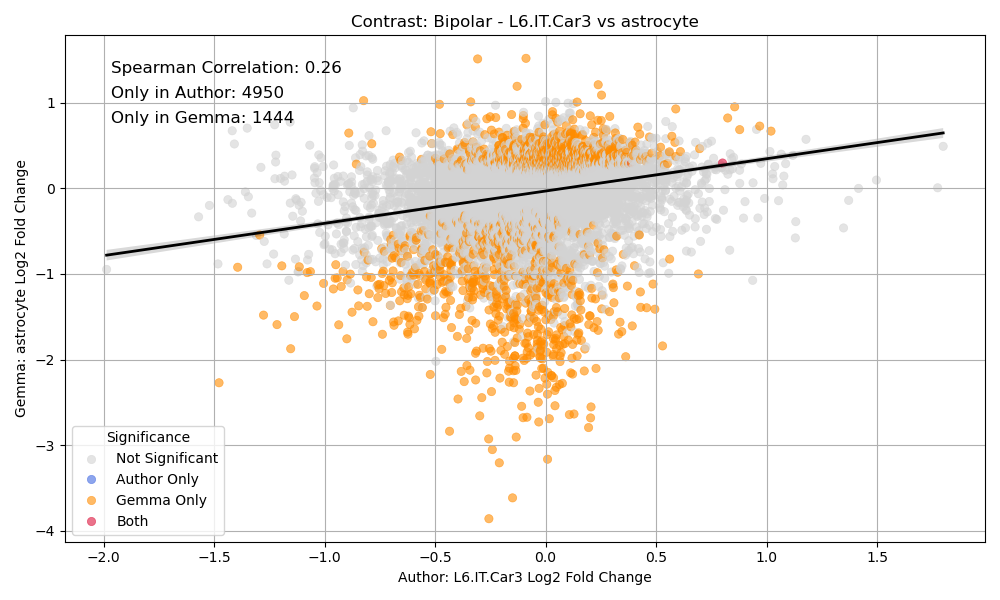 Contrast: Bipolar - L6.IT.Car3 vs astrocyte
Spearman Correlation: 0.26
Only in Author: 4950
Only in Gemma: 1444
Gemma: astrocyte Log2 Fold Change
1
0
−1
−2
−3
−4
Significance
Not Significant
Author Only
Gemma Only
Both
−2.0 −1.5 −1.0 −0.5 0.0 0.5 1.0 1.5
Author: L6.IT.Car3 Log2 Fold Change